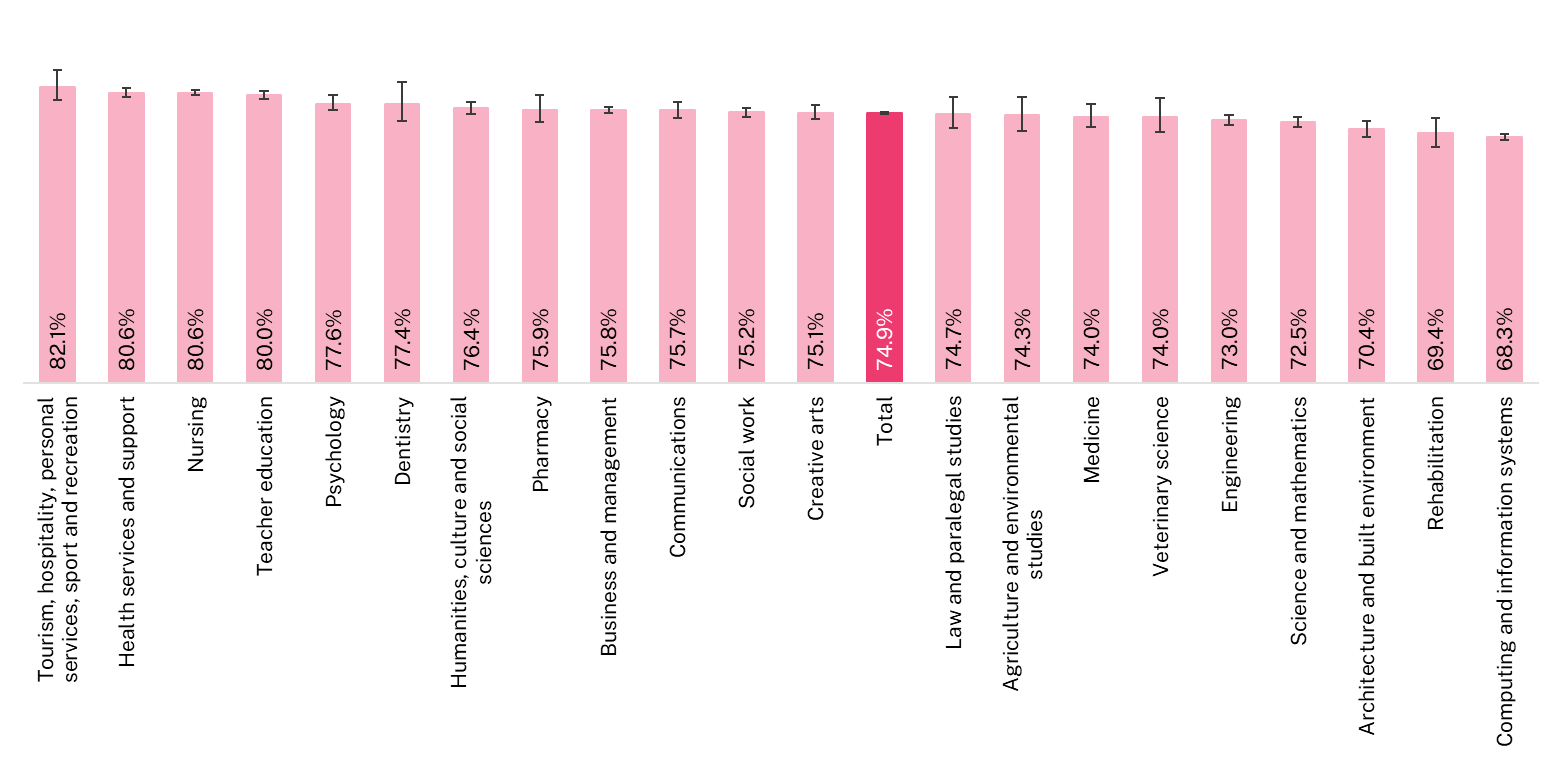 82.1%
80.6%
80.6%
80.0%
77.6%
77.4%
76.4%
75.9%
75.8%
75.7%
75.2%
75.1%
74.9%
74.7%
74.3%
74.0%
74.0%
73.0%
72.5%
70.4%
69.4%
68.3%
Tourism, hospitality, personal
services, sport and recreation
Health services and support
Nursing
Teacher education
Psychology
Dentistry
Humanities, culture and social
sciences
Pharmacy
Business and management
Communications
Social work
Creative arts
Total
Law and paralegal studies
Agriculture and environmental
studies
Medicine
Veterinary science
Engineering
Science and mathematics
Architecture and built environment
Rehabilitation
Computing and information systems